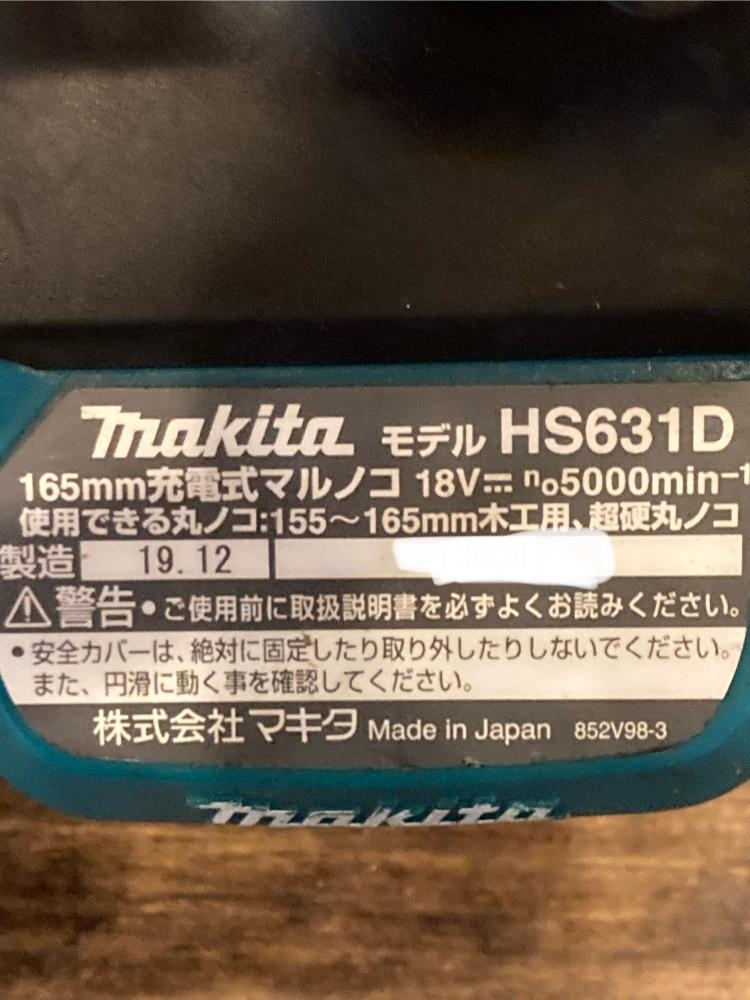 makita モデル HS631D
165mm充電式マルノコ 18V⎓ n₀5000min⁻¹
使用できる丸ノコ:155～165mm木工用、超硬丸ノコ
製造 19.12
⚠警告•ご使用前に取扱説明書を必ずよくお読みください。
•安全カバーは、絶対に固定したり取り外したりしないでください。
また、円滑に動く事を確認してください。
株式会社マキタ Made in Japan 852V98-3
makita